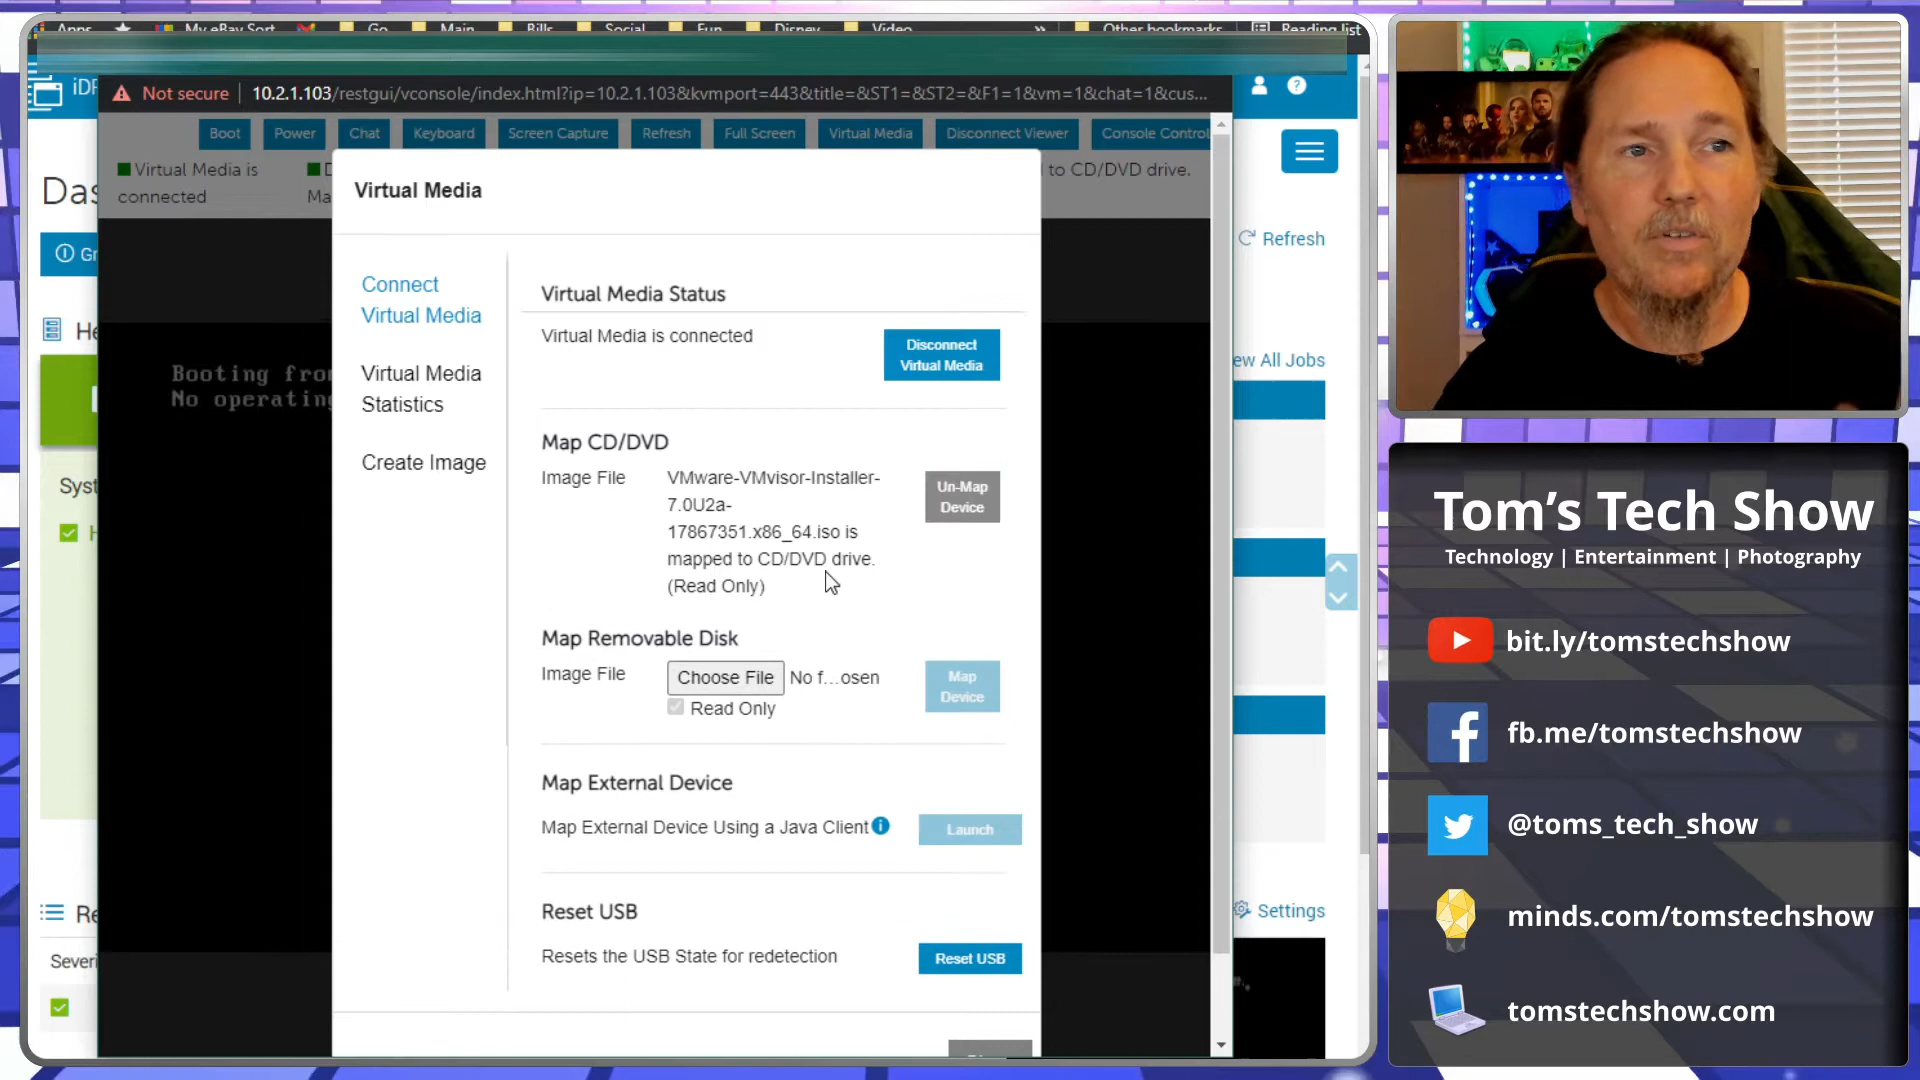 Apps My eBay Sort Go Main Bills Social Fun Disney Video » Other bookmarks Reading list
Not secure 10.2.1.103/restgui/vconsole/index.html?ip=10.2.1.103&kvmport=443&title=&ST1=&ST2=&F1=1&vm=1&chat=1&cus...
Boot Power Chat Keyboard Screen Capture Refresh Full Screen Virtual Media Disconnect Viewer Console Control
Virtual Media is
connected
to CD/DVD drive.
Virtual Media
Connect
Virtual Media
Virtual Media
Statistics
Create Image
Virtual Media Status
Virtual Media is connected
Disconnect
Virtual Media
Map CD/DVD
Image File
VMware-VMvisor-Installer-
7.0U2a-
17867351.x86_64.iso is
mapped to CD/DVD drive.
(Read Only)
Un-Map
Device
Map Removable Disk
Image File
Choose File No f...osen
Read Only
Map
Device
Map External Device
Map External Device Using a Java Client
Launch
Reset USB
Resets the USB State for redetection
Reset USB
Booting
No
Refresh
All Jobs
Settings
Tom's Tech Show
Technology | Entertainment | Photography
bit.ly/tomstechshow
fb.me/tomstechshow
@toms_tech_show
minds.com/tomstechshow
tomstechshow.com